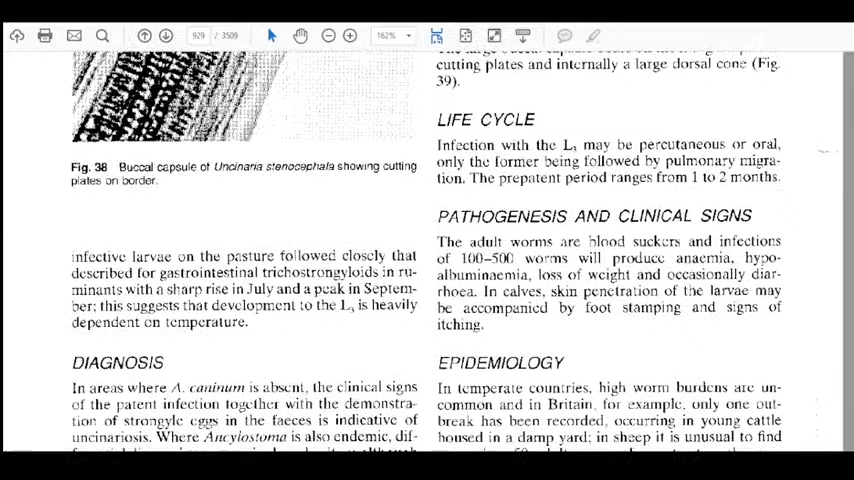 929 / 3509
162%
Fig. 38 Buccal capsule of Uncinaria stenocephala showing cutting
plates on border.
infective larvae on the pasture followed closely that
described for gastrointestinal trichostrongyloids in ru-
minants with a sharp rise in July and a peak in Septem-
ber; this suggests that development to the L₃ is heavily
dependent on temperature.
DIAGNOSIS
In areas where A. caninum is absent, the clinical signs
of the patent infection together with the demonstra-
tion of strongyle eggs in the faeces is indicative of
uncinariosis. Where Ancylostoma is also endemic, dif-
cutting plates and internally a large dorsal cone (Fig.
39).
LIFE CYCLE
Infection with the L₃ may be percutaneous or oral,
only the former being followed by pulmonary migra-
tion. The prepatent period ranges from 1 to 2 months.
PATHOGENESIS AND CLINICAL SIGNS
The adult worms are blood suckers and infections
of 100–500 worms will produce anaemia, hypo-
albuminaemia, loss of weight and occasionally diar-
rhoea. In calves, skin penetration of the larvae may
be accompanied by foot stamping and signs of
itching.
EPIDEMIOLOGY
In temperate countries, high worm burdens are un-
common and in Britain, for example, only one out-
break has been recorded, occurring in young cattle
housed in a damp yard; in sheep it is unusual to find